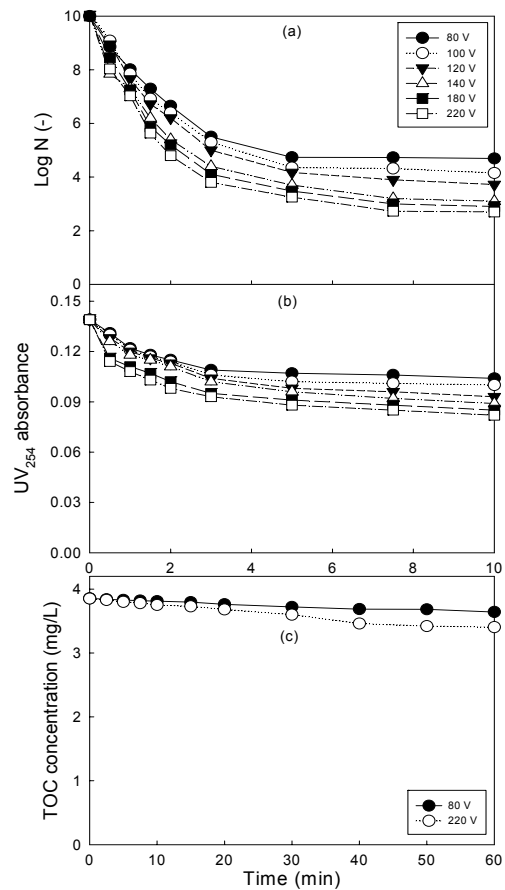 (a)
80 V
100 V
120 V
140 V
180 V
220 V
Log N (-)
10
8
6
4
2
0
(b)
UV254 absorbance
0.15
0.12
0.09
0.06
0.03
0.00
0 2 4 6 8 10
(c)
TOC concentration (mg/L)
4
3
2
1
0
80 V
220 V
0 10 20 30 40 50 60
Time (min)